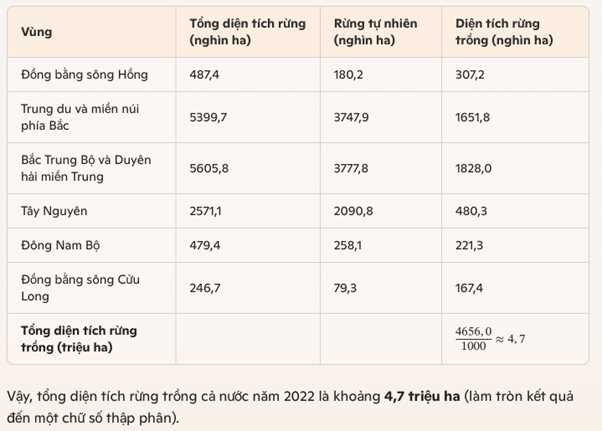 Vùng
Tổng diện tích rừng
(nghìn ha)
Rừng tự nhiên
(nghìn ha)
Diện tích rừng
trồng (nghìn ha)
Đồng bằng sông Hồng 487,4 180,2 307,2
Trung du và miền núi
phía Bắc
5399,7 3747,9 1651,8
Bắc Trung Bộ và Duyên
hải miền Trung
5605,8 3777,8 1828,0
Tây Nguyên 2571,1 2090,8 480,3
Đông Nam Bộ 479,4 258,1 221,3
Đồng bằng sông Cửu
Long
246,7 79,3 167,4
Tổng diện tích rừng
trồng (triệu ha)
4656,0
1000
≈ 4,7
Vậy, tổng diện tích rừng trồng cả nước năm 2022 là khoảng 4,7 triệu ha (làm tròn kết quả
đến một chữ số thập phân).